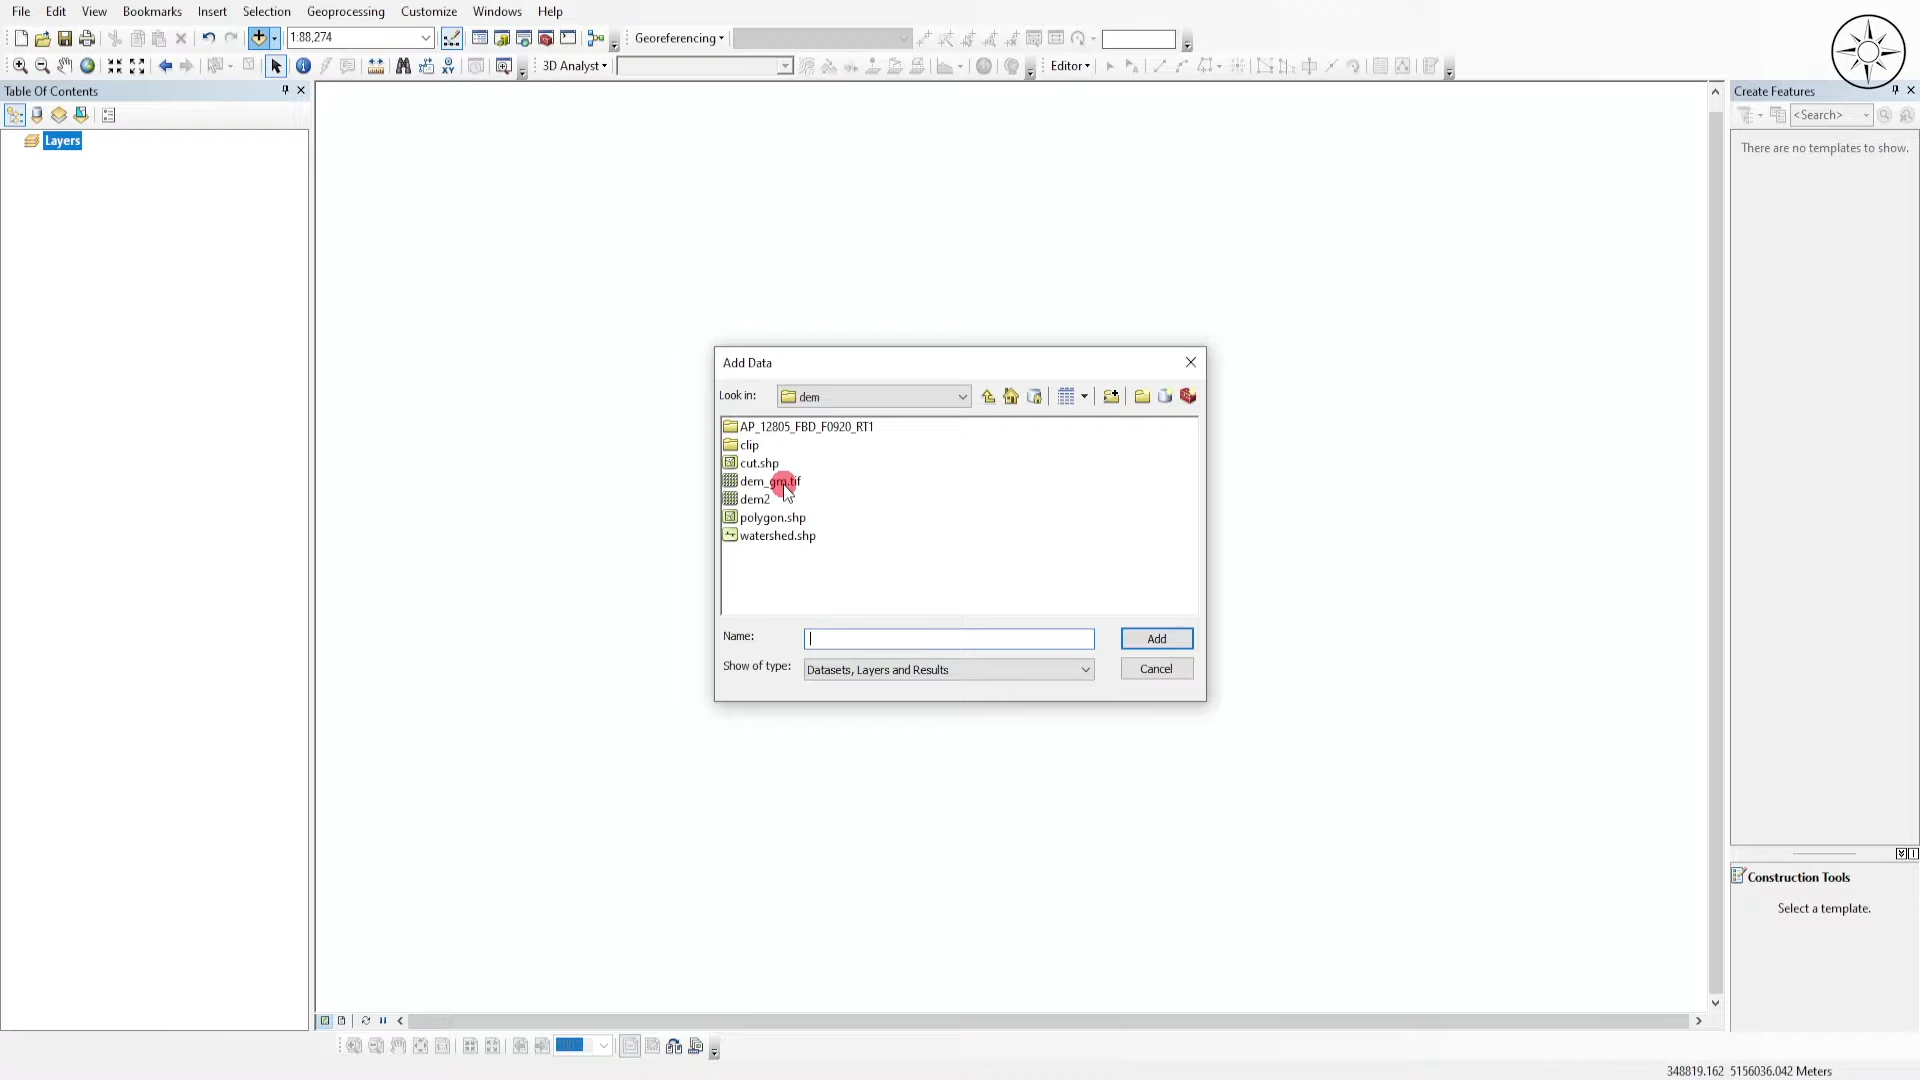 File Edit View Bookmarks Insert Selection Geoprocessing Customize Windows Help
1:88,274
Georeferencing
3D Analyst
Editor
Table Of Contents
Layers
Create Features
<Search>
There are no templates to show.
Add Data
Look in:
dem
AP_12805_FBD_F0920_RT1
clip
cut.shp
dem_gm.tif
dem2
polygon.shp
watershed.shp
Name:
Add
Show of type:
Datasets, Layers and Results
Cancel
Construction Tools
Select a template.
348819.162 5156036.042 Meters